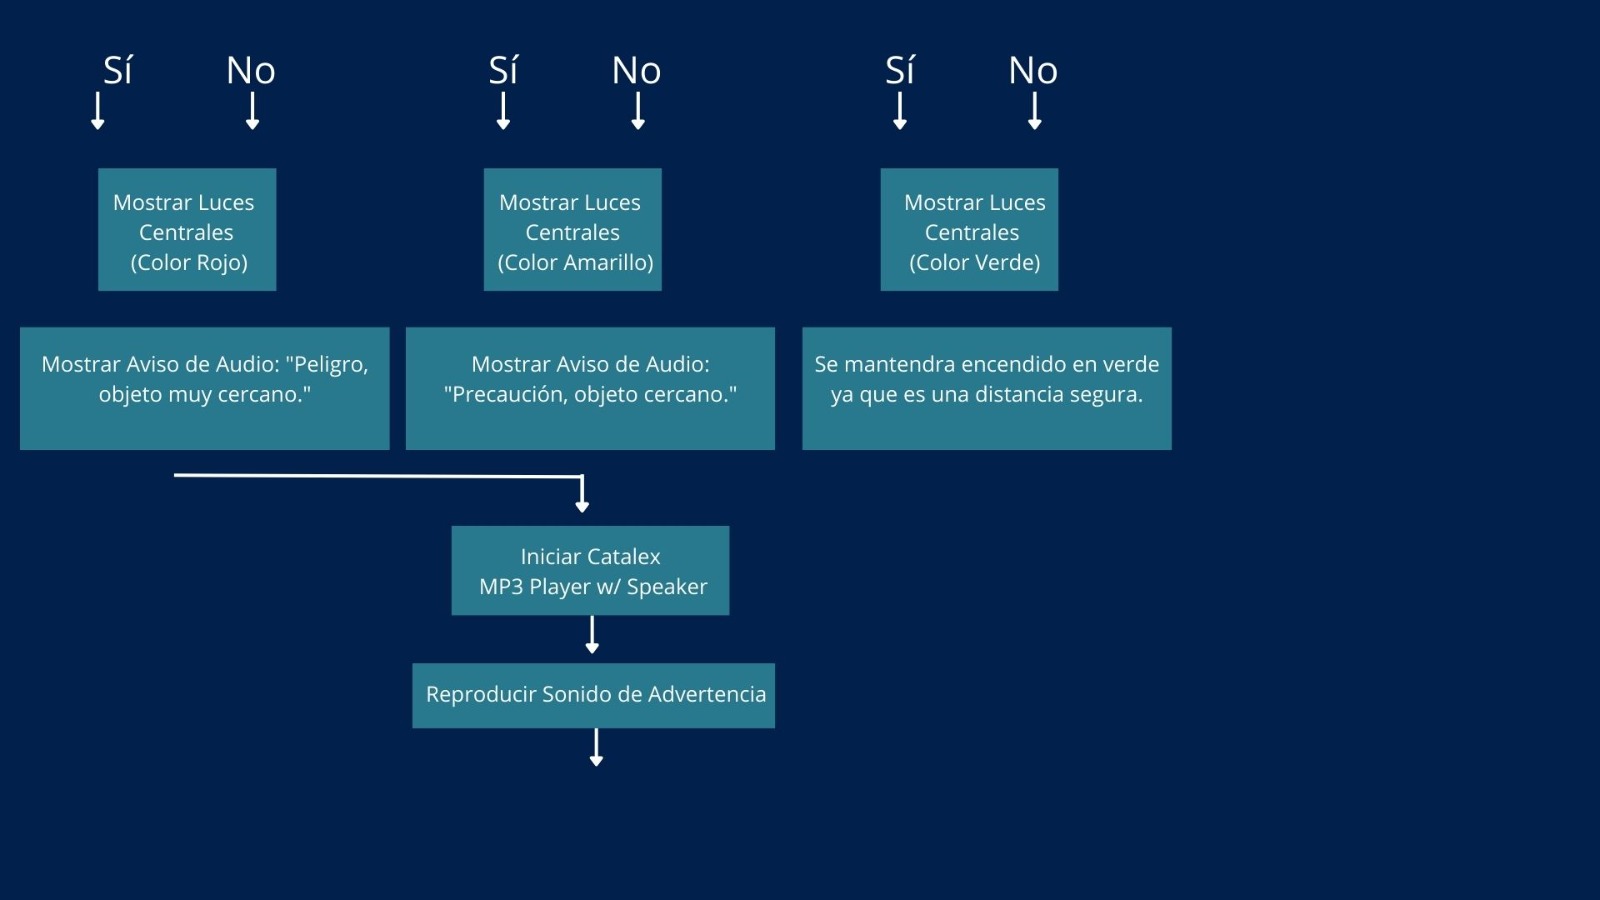 Sí No Sí No Sí No
Mostrar Luces
Centrales
(Color Rojo)
Mostrar Luces
Centrales
(Color Amarillo)
Mostrar Luces
Centrales
(Color Verde)
Mostrar Aviso de Audio: "Peligro,
objeto muy cercano."
Mostrar Aviso de Audio:
"Precaución, objeto cercano."
Se mantendra encendido en verde
ya que es una distancia segura.
Iniciar Catalex
MP3 Player w/ Speaker
Reproducir Sonido de Advertencia